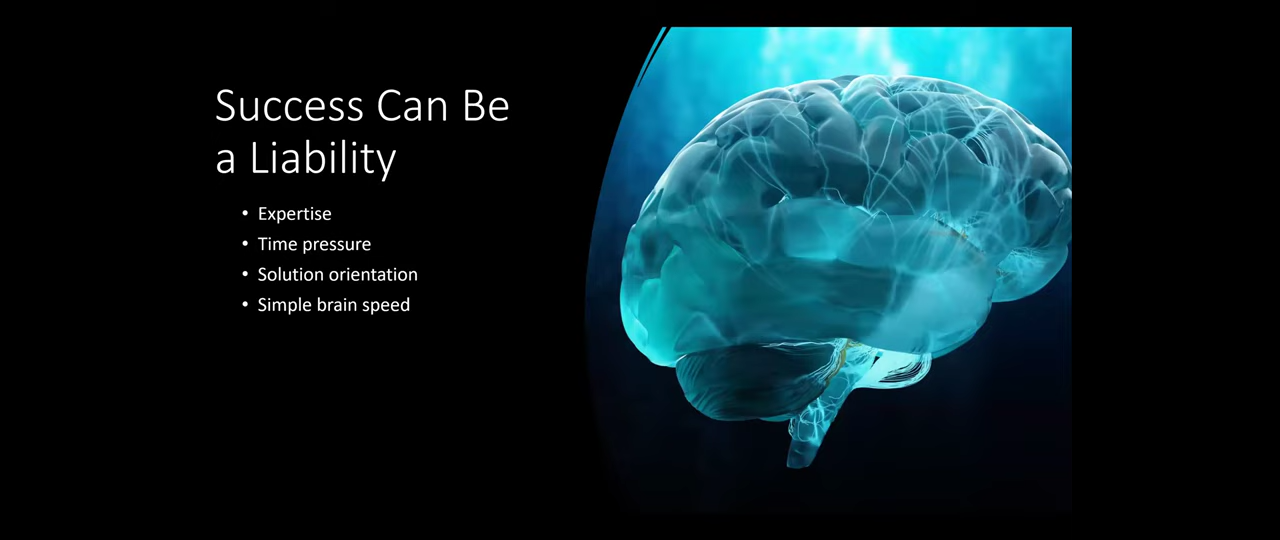 Success Can Be
a Liability
• Expertise
• Time pressure
• Solution orientation
• Simple brain speed